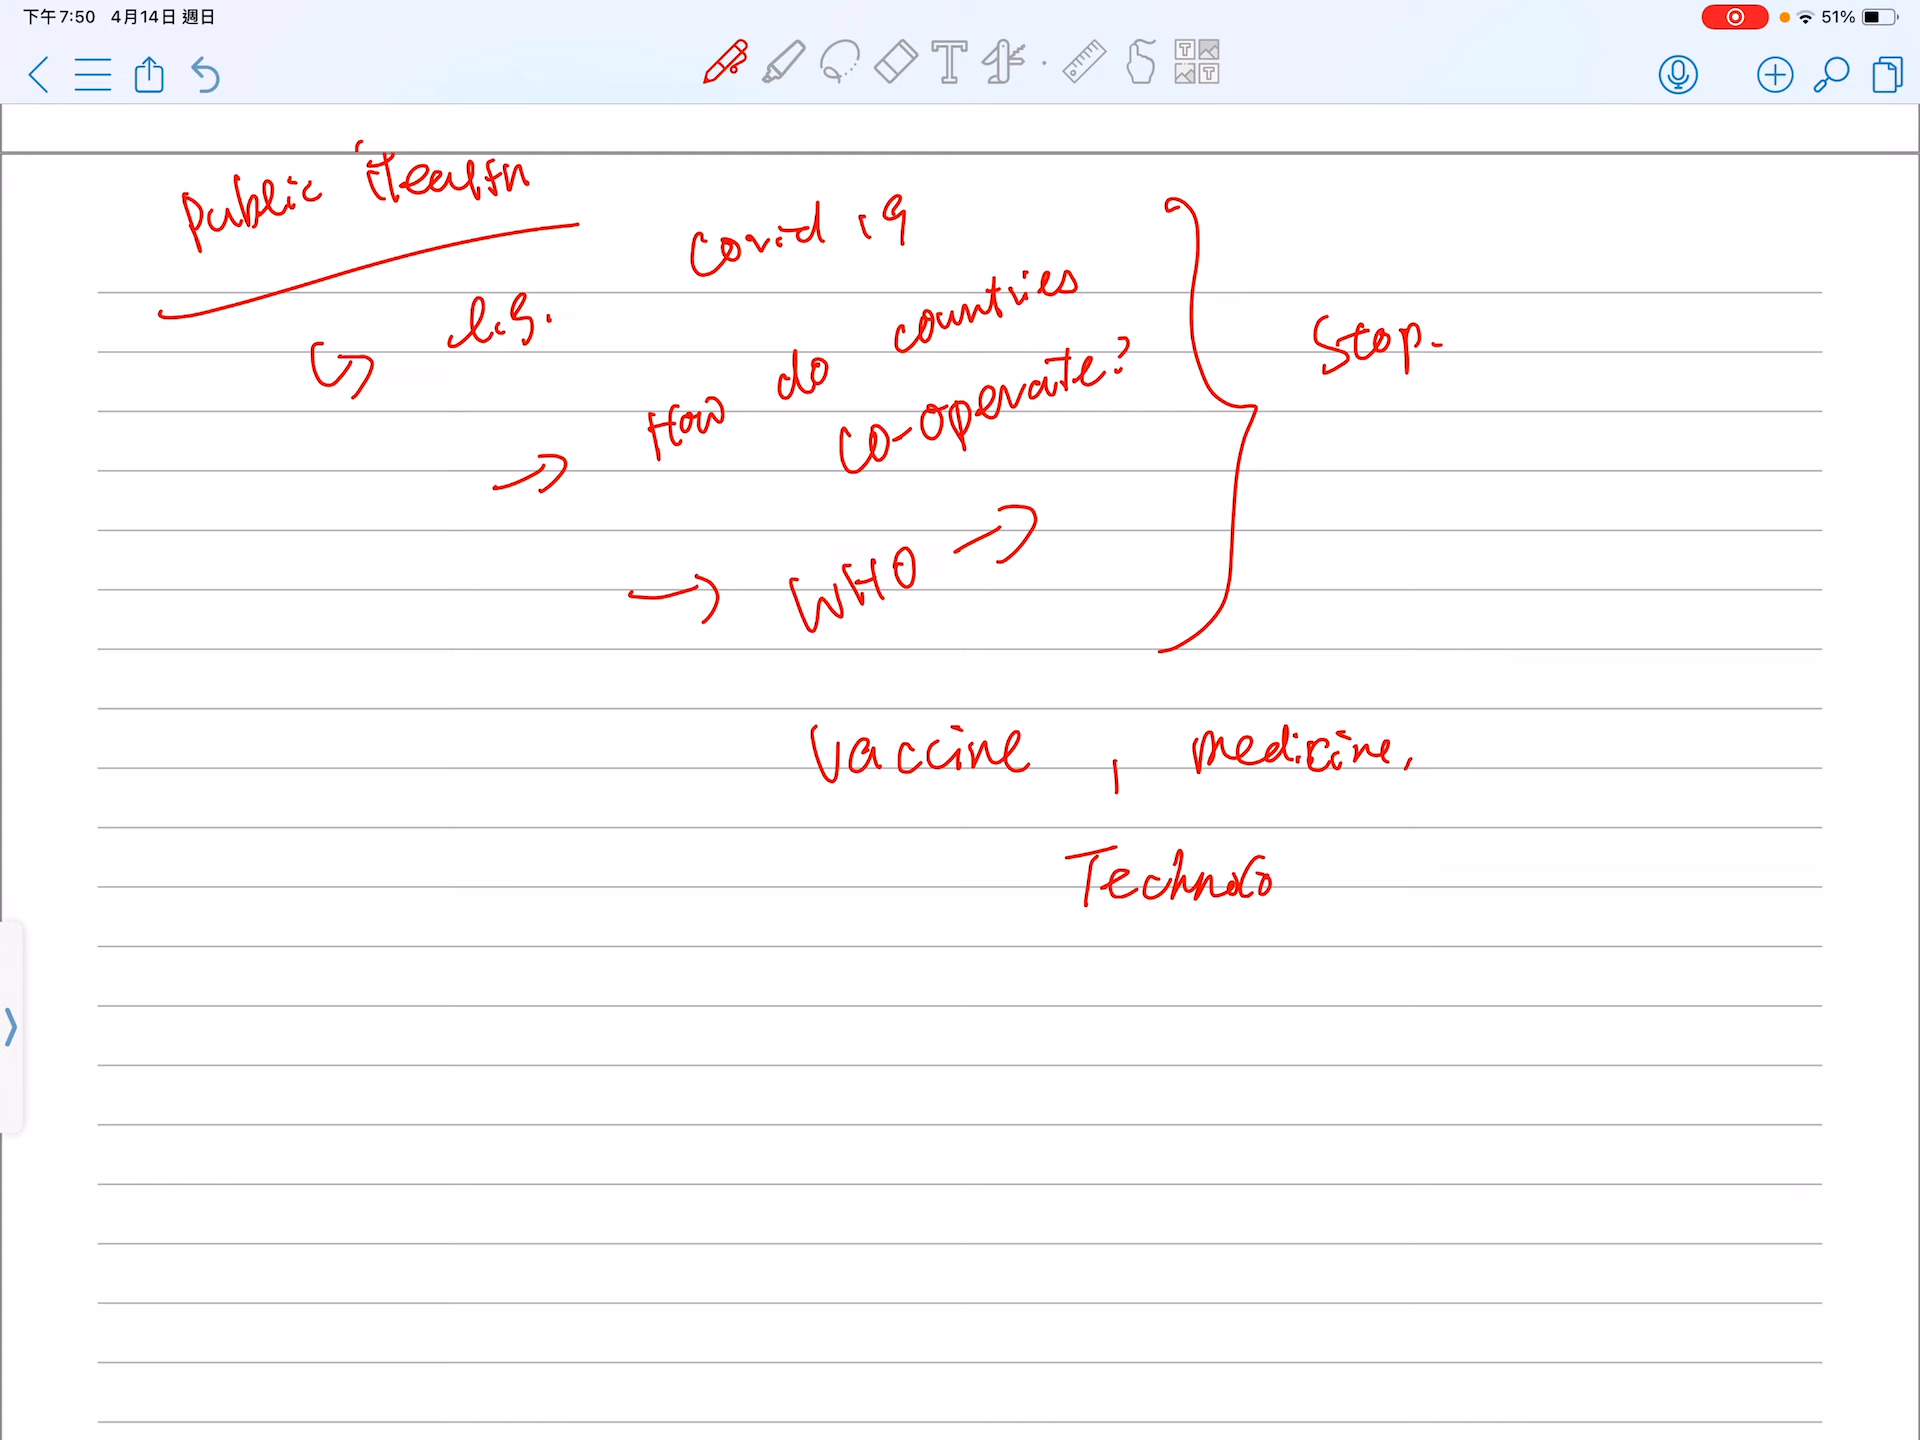 下午7:50 4月14日 週日
51%
Public Health
e.g. Covid 19
→ How do countries
co-operate?
Stop.
→ WHO →
Vaccine , medicine,
Technolo